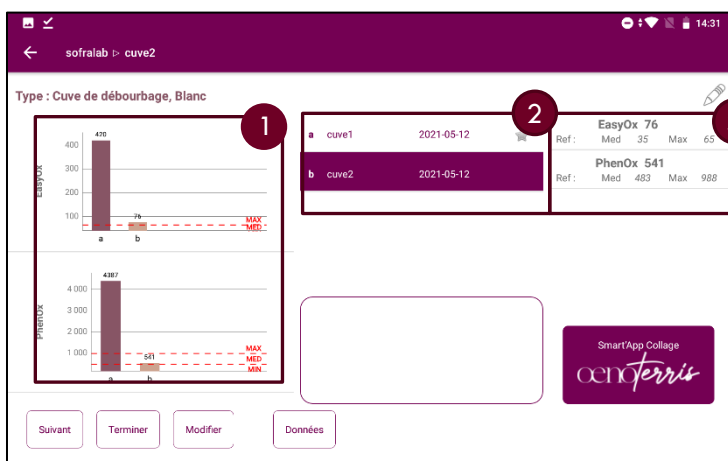 14:31
sofralab ▷ cuve2
Type : Cuve de débourbage, Blanc
1
EasyOx
400
300
200
100
420
76
MAX
MED
a b
PhenOx
4 000
3 000
2 000
1 000
4387
541
MAX
MED
MIN
a b
2
a cuve1 2021-05-12
b cuve2 2021-05-12
EasyOx 76
Ref : Med 35 Max 65
PhenOx 541
Ref : Med 483 Max 988
Smart'App Collage
œnoterris
Suivant
Terminer
Modifier
Données